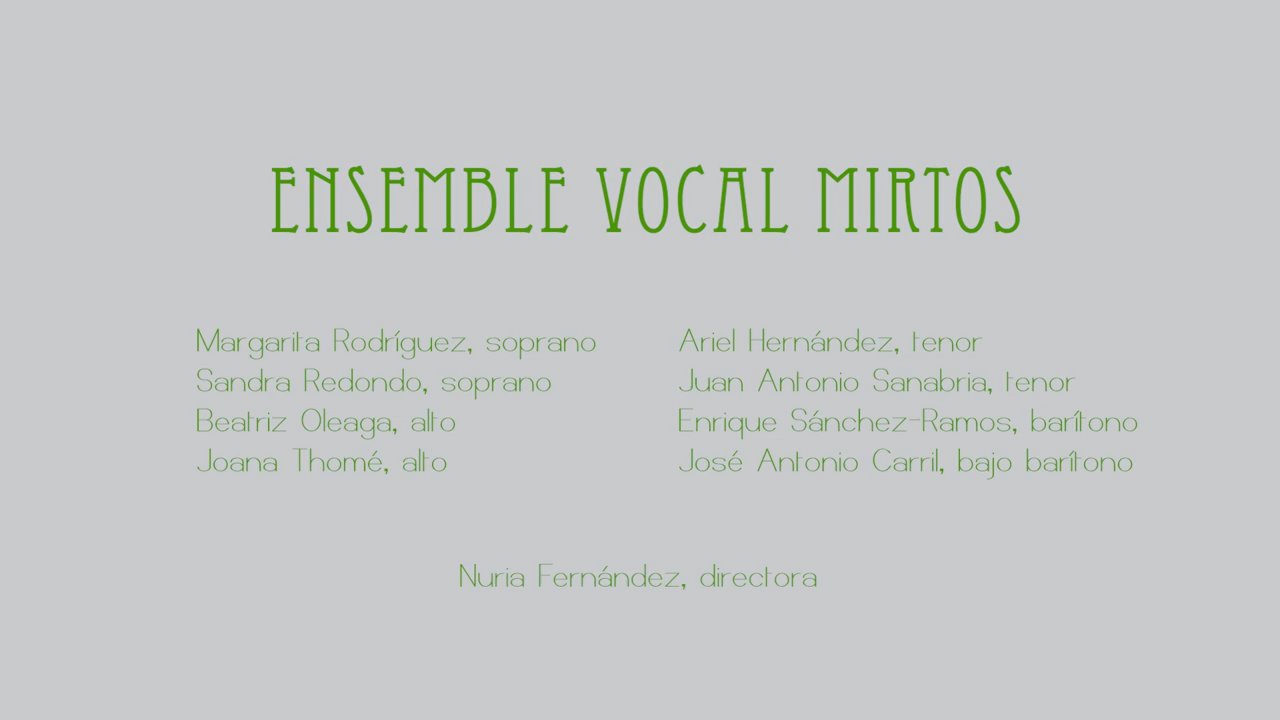 ENSEMBLE VOCAL MIRTOS
Margarita Rodríguez, soprano
Sandra Redondo, soprano
Beatriz Oleaga, alto
Joana Thomé, alto
Ariel Hernández, tenor
Juan Antonio Sanabria, tenor
Enrique Sánchez-Ramos, barítono
José Antonio Carril, bajo barítono
Nuria Fernández, directora